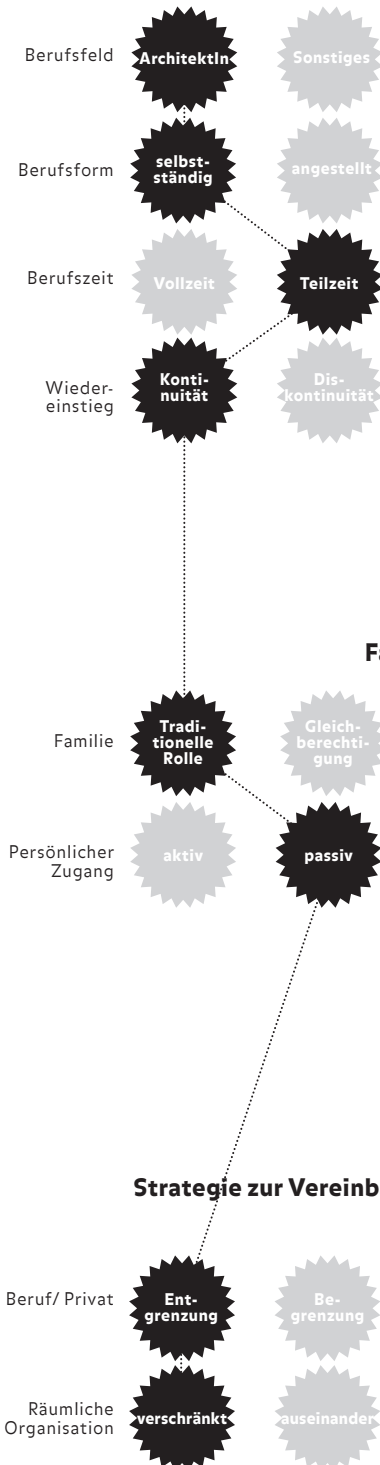 Berufsfeld
ArchitektIn
Sonstiges
Berufsform
selbst-
ständig
angestellt
Berufszeit
Vollzeit
Teilzeit
Wieder-
einstieg
Konti-
nuität
Dis-
kontinuität
Fa
Familie
Tradi-
tionelle
Rolle
Gleich-
berechti-
gung
Persönlicher
Zugang
aktiv
passiv
Strategie zur Vereinb
Beruf/ Privat
Ent-
grenzung
Be-
grenzung
Räumliche
Organisation
verschränkt
auseinander